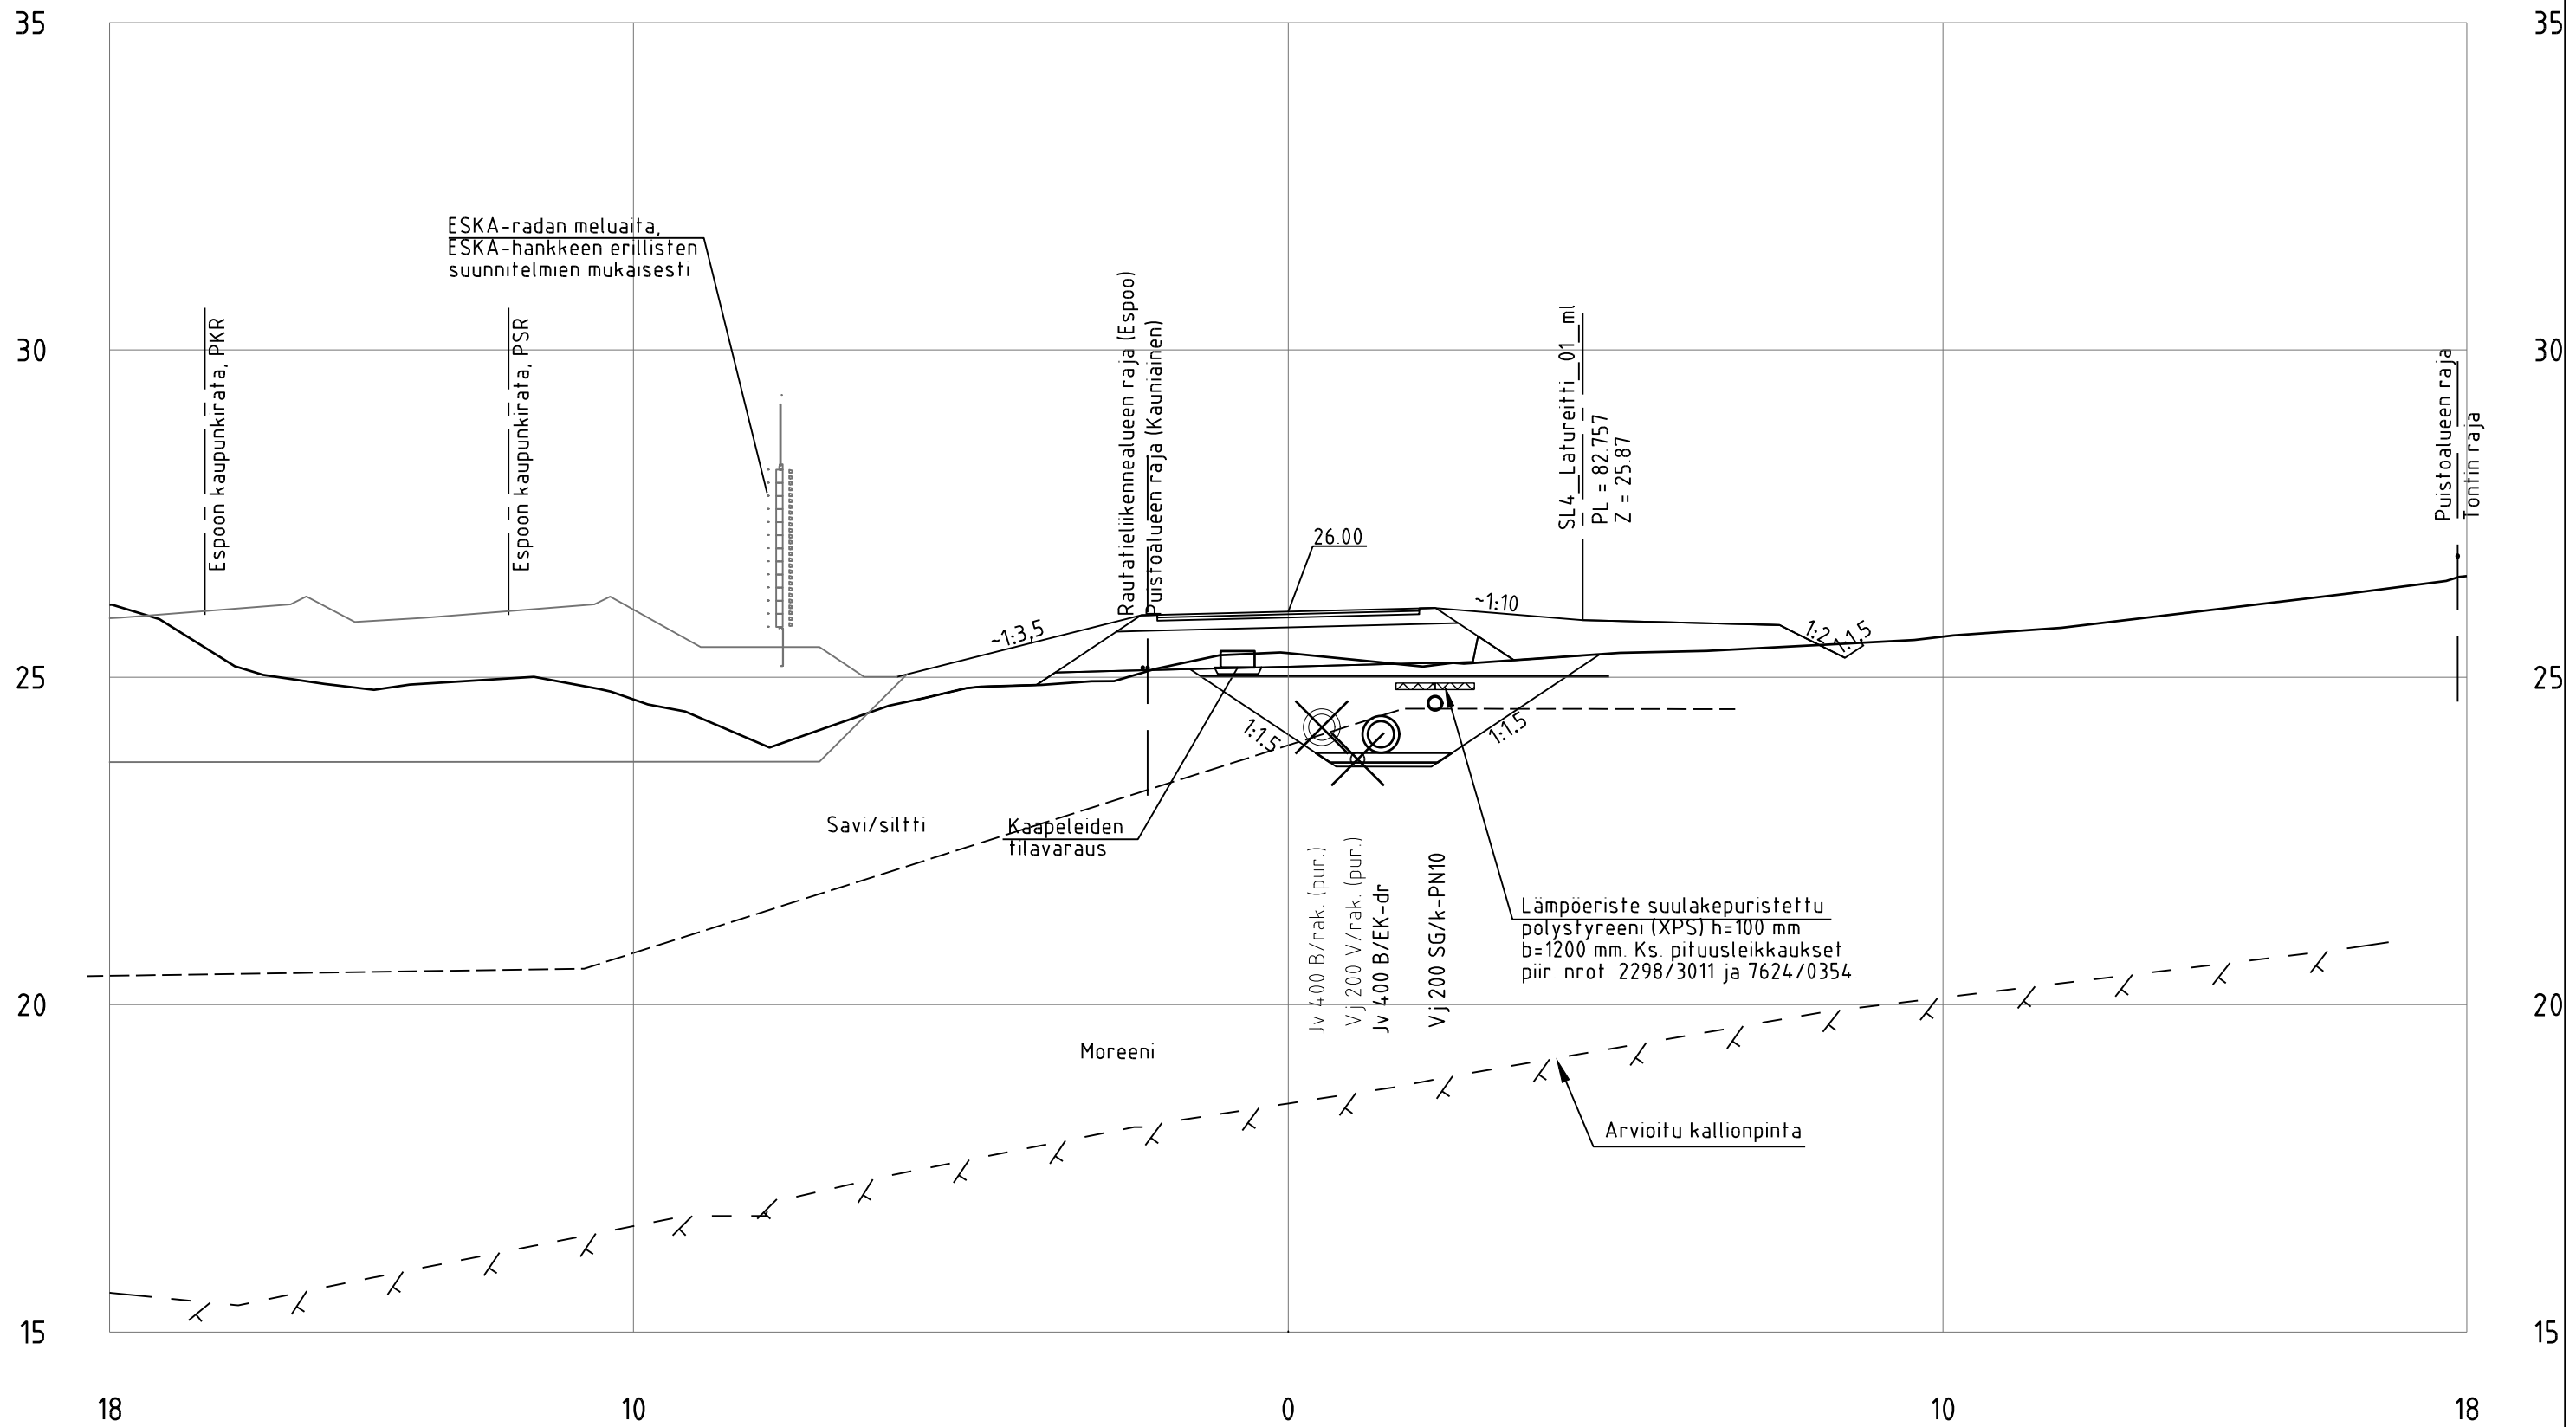 35
35
ESKA-radan meluaita,
ESKA-hankkeen erillisten
suunnitelmien mukaisesti
Rautatieliikennealueen raja (Espoo)
Puistoalueen raja (Kauniainen)
SL4_Latureitti_01_ml
PL = 82.757
Z = 25.87
30
30
Espoon kaupunkirata, PKR
Espoon kaupunkirata, PSR
Puistoalueen raja
Tontin raja
26.00
~1:3,5
~1:10
1:2
1:1,5
25
25
1:1.5
1:1.5
Savi/siltti
Kaapeleiden
tilavaraus
Jv 400 B/rak. (pur.)
Vj 200 V/rak. (pur.)
Jv 400 B/EK-dr
Vj 200 SG/k-PN10
Lämpöeriste suulakepuristettu
polystyreeni (XPS) h=100 mm
b=1200 mm. Ks. pituusleikkaukset
piir. nrot. 2298/3011 ja 7624/0354.
20
20
Moreeni
Arvioitu kallionpinta
15
15
18
10
0
10
18